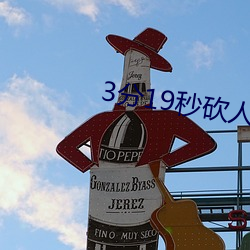 3分19秒砍人
TIO PEPE
GONZALEZ BYASS
JEREZ
FINO MUY SECO